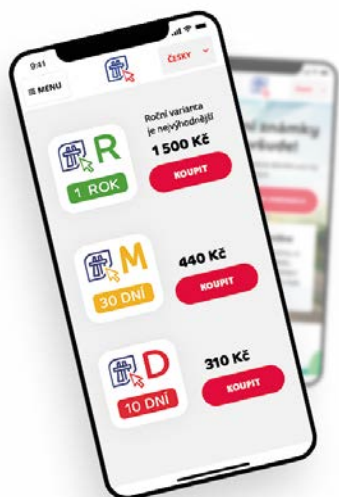 9:41
MENU
ČESKY
R
1 ROK
Roční varianta
je nejvýhodnější
1 500 Kč
KOUPIT
M
30 DNÍ
440 Kč
KOUPIT
D
10 DNÍ
310 Kč
KOUPIT
známky